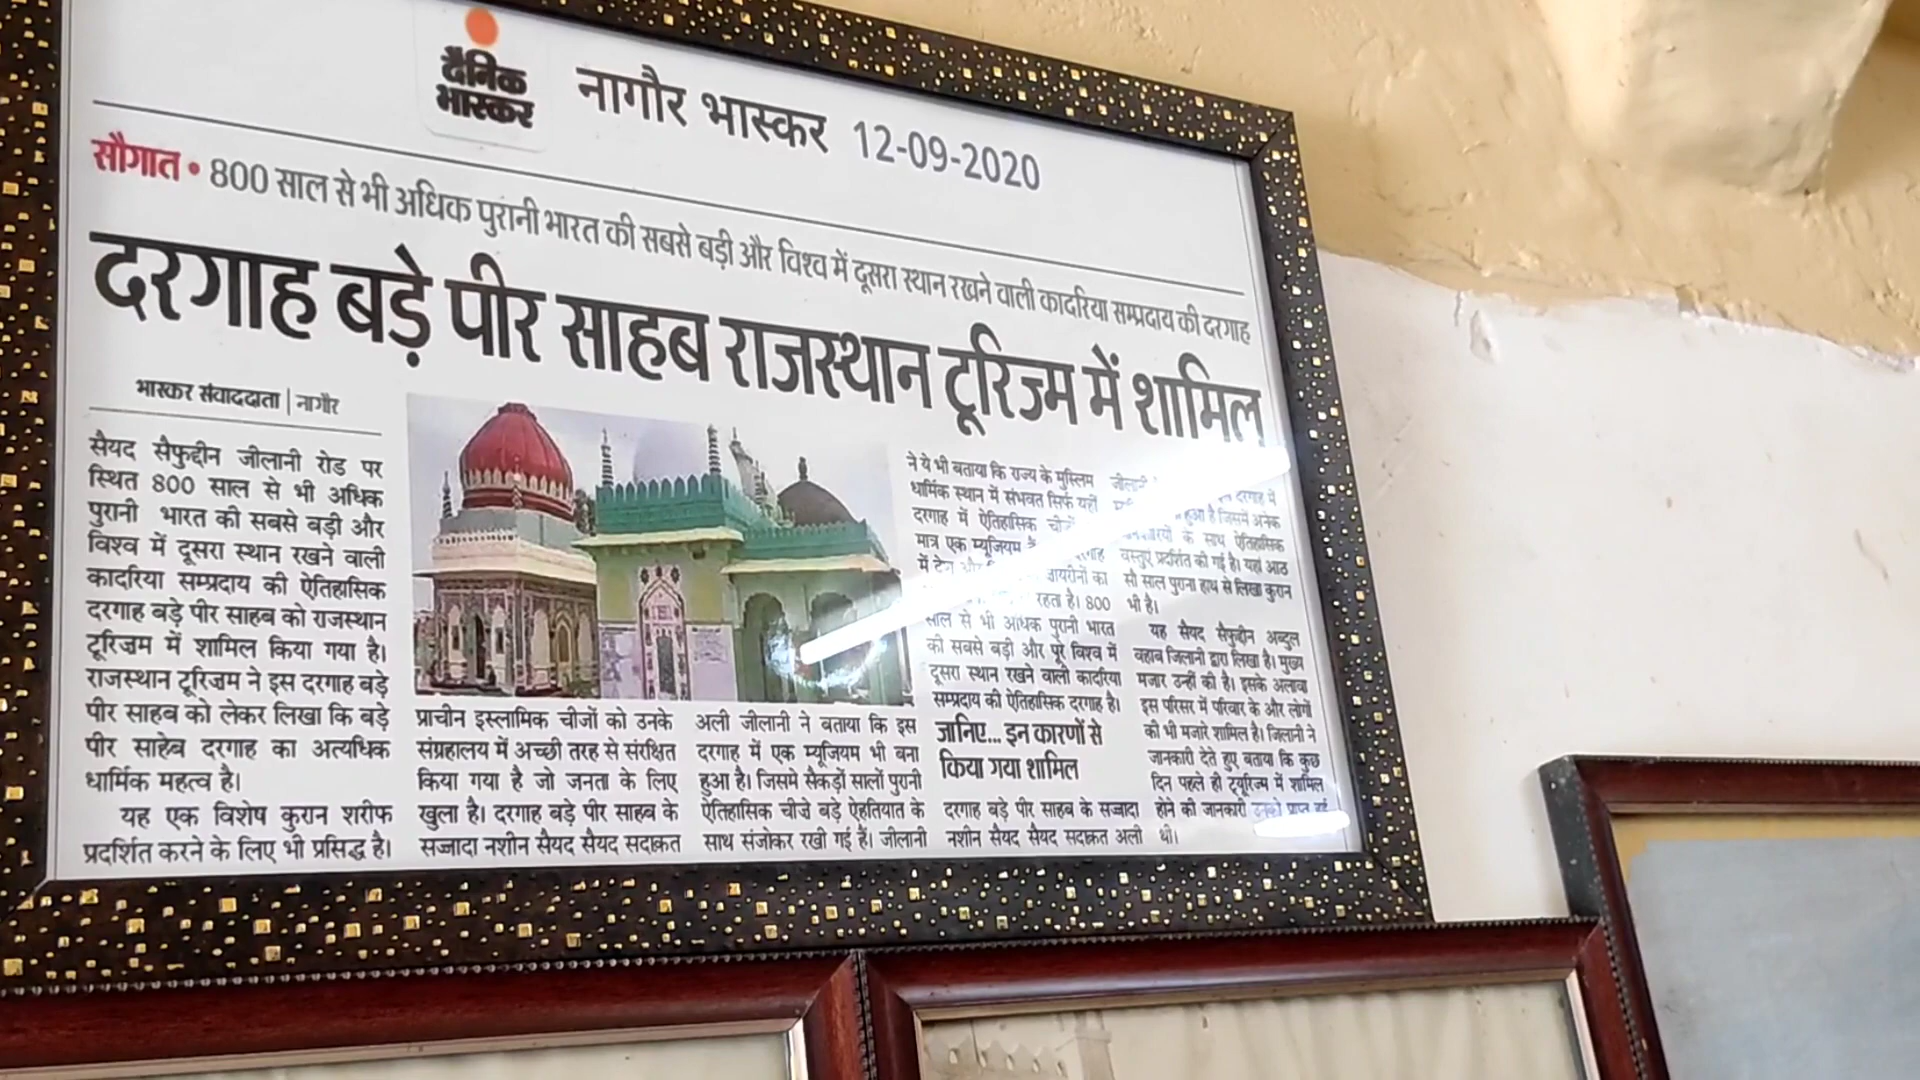 दैनिक
भास्कर
नागौर भास्कर 12-09-2020
सौगात • 800 साल से भी अधिक पुरानी भारत की सबसे बड़ी और विश्व में दूसरा स्थान रखने वाली कादरिया सम्प्रदाय की दरगाह
दरगाह बड़े पीर साहब राजस्थान टूरिज्म में शामिल
भास्कर संवाददाता | नागौर
सैयद सैफुद्दीन जीलानी रोड पर
स्थित 800 साल से भी अधिक
पुरानी भारत की सबसे बड़ी और
विश्व में दूसरा स्थान रखने वाली
कादरिया सम्प्रदाय की ऐतिहासिक
दरगाह बड़े पीर साहब को राजस्थान
टूरिज्म में शामिल किया गया है।
राजस्थान टूरिज्म ने इस दरगाह बड़े
पीर साहब को लेकर लिखा कि बड़े
पीर साहेब दरगाह का अत्यधिक
धार्मिक महत्व है।
यह एक विशेष कुरान शरीफ
प्रदर्शित करने के लिए भी प्रसिद्ध है।
प्राचीन इस्लामिक चीजों को उनके
संग्रहालय में अच्छी तरह से संरक्षित
किया गया है जो जनता के लिए
खुला है। दरगाह बड़े पीर साहब के
सज्जादा नशीन सैयद सैयद सदाकत
अली जीलानी ने बताया कि इस
दरगाह में एक म्यूजियम भी बना
हुआ है। जिसमे सैकड़ों सालों पुरानी
ऐतिहासिक चीजे बड़े ऐहतियात के
साथ संजोकर रखी गई हैं। जीलानी
ने ये भी बताया कि राज्य के मुस्लिम
धार्मिक स्थान में संभवत सिर्फ यहीं
दरगाह में ऐतिहासिक चीजों
मात्र एक म्यूजियम
में
रहता है। 800
साल से भी अधिक पुरानी भारत
की सबसे बड़ी और पूरे विश्व में
दूसरा स्थान रखने वाली कादरिया
सम्प्रदाय की ऐतिहासिक दरगाह है।
जानिए... इन कारणों से
किया गया शामिल
दरगाह बड़े पीर साहब के सज्जादा
नशीन सैयद सैयद सदाकत अली
जीलानी दरगाह में
हुआ है जिसमें अनेक
के साथ ऐतिहासिक
वस्तुएं प्रदर्शित की गई है। यहां आठ
सौ साल पुराना हाथ से लिखा कुरान
भी है।
यह सैयद सैफुद्दीन अब्दुल
वहाब जिलानी द्वारा लिखा है। मुख्य
मजार उन्हीं की है। इसके अलावा
इस परिसर में परिवार के और लोगों
की भी मजारे शामिल है। जिलानी ने
जानकारी देते हुए बताया कि कुछ
दिन पहले ही ट्यूरिज्म में शामिल
होने की जानकारी उनको प्राप्त हुई
थी।